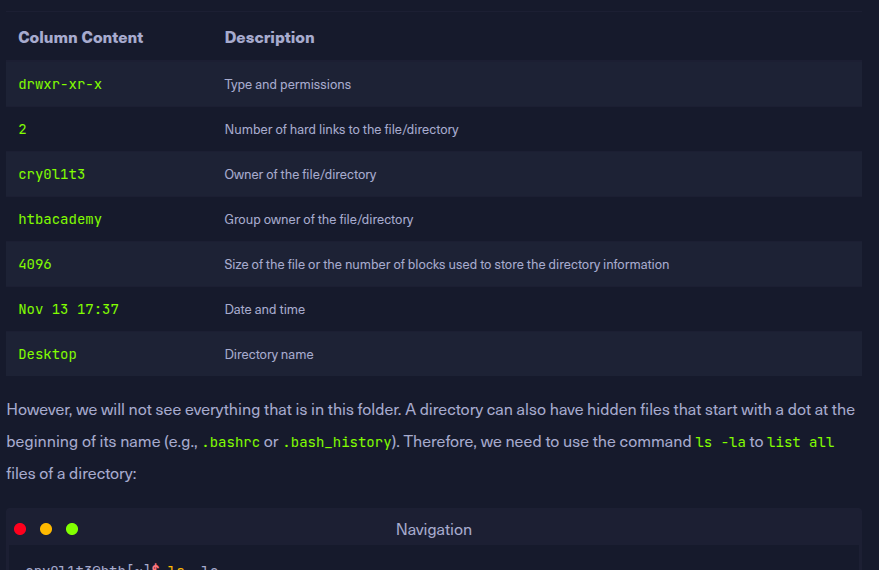 Column Content Description
drwxr-xr-x Type and permissions
2 Number of hard links to the file/directory
cry0l1t3 Owner of the file/directory
htbacademy Group owner of the file/directory
4096 Size of the file or the number of blocks used to store the directory information
Nov 13 17:37 Date and time
Desktop Directory name
However, we will not see everything that is in this folder. A directory can also have hidden files that start with a dot at the
beginning of its name (e.g., .bashrc or .bash_history). Therefore, we need to use the command ls -la to list all
files of a directory:
Navigation
cry0l1t3@htb[~]$ ls -la